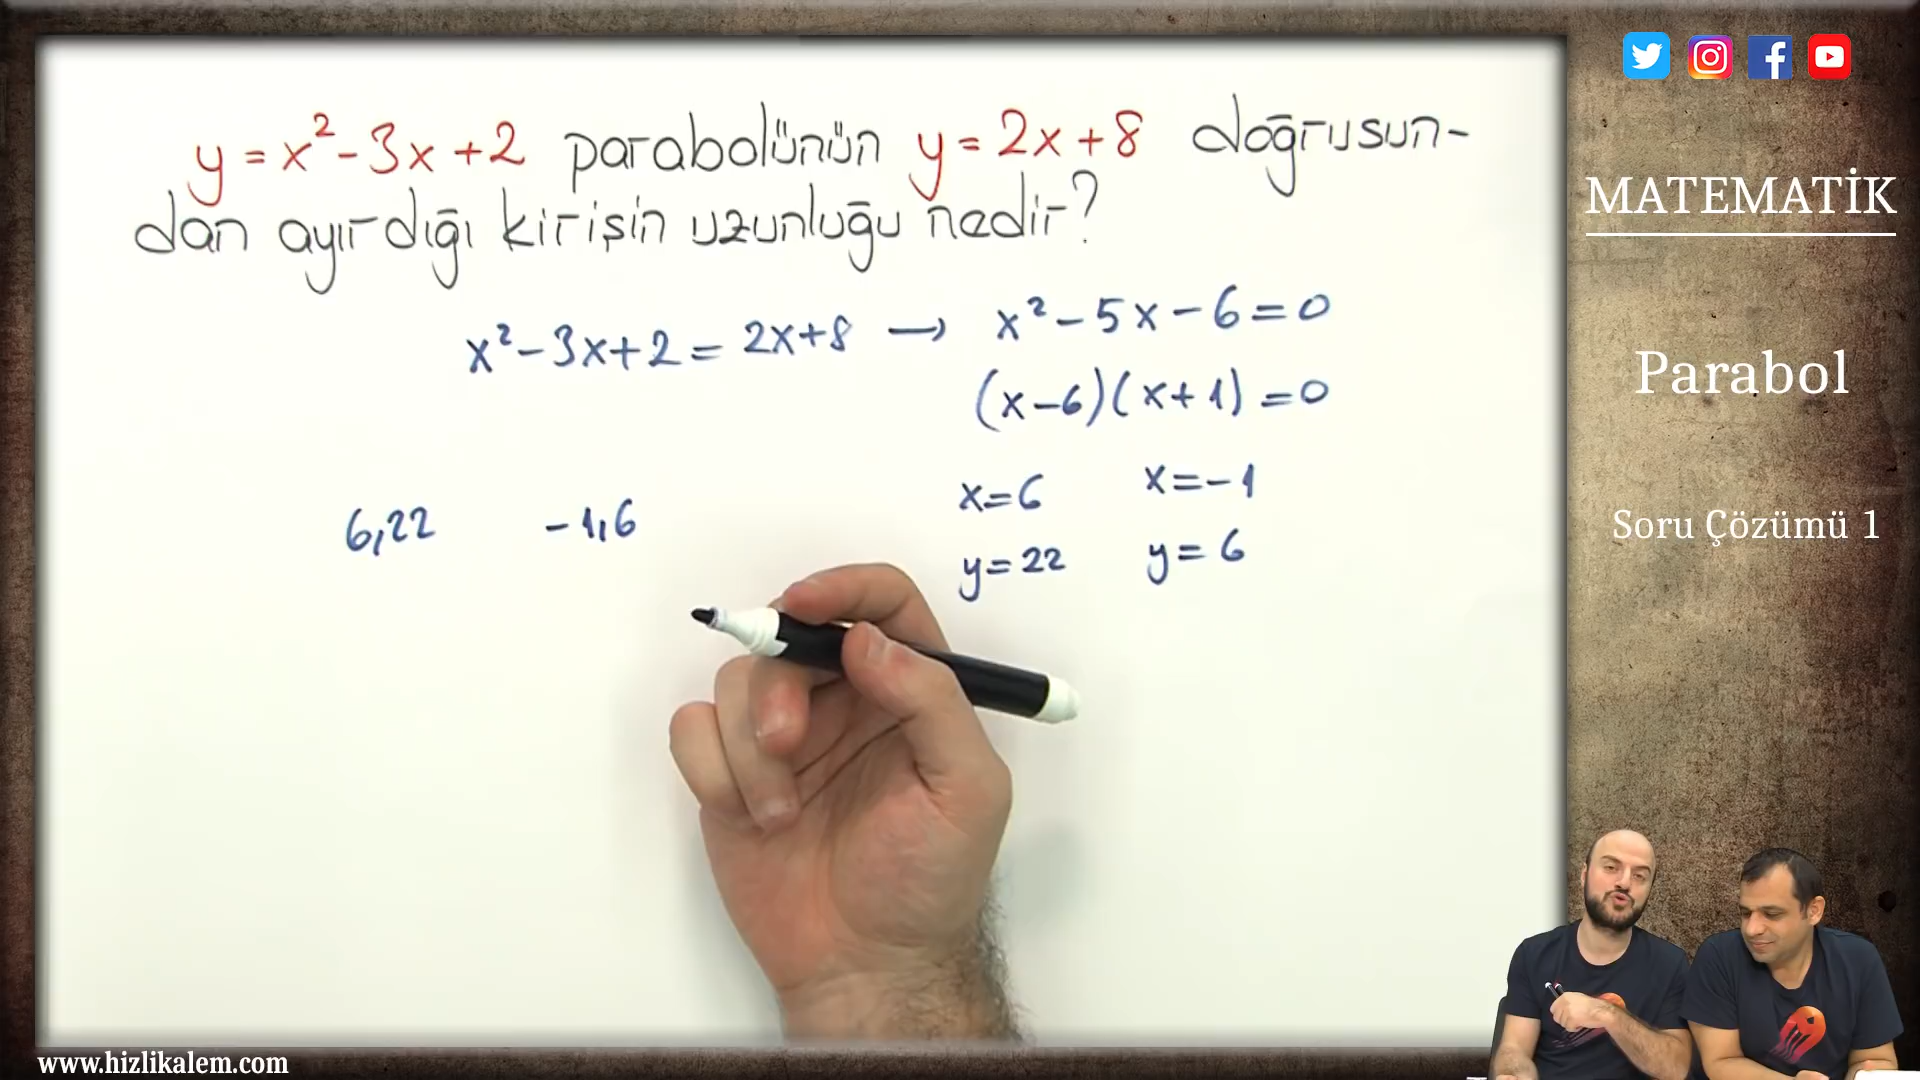 y = x² - 3x + 2 parabolünün y = 2x + 8 doğrusun-
dan ayırdığı kirişin uzunluğu nedir?
x² - 3x + 2 = 2x + 8 → x² - 5x - 6 = 0
(x - 6)(x + 1) = 0
x = 6 x = -1
y = 22 y = 6
6,22 -1,6
MATEMATİK
Parabol
Soru Çözümü 1
www.hizlikalem.com